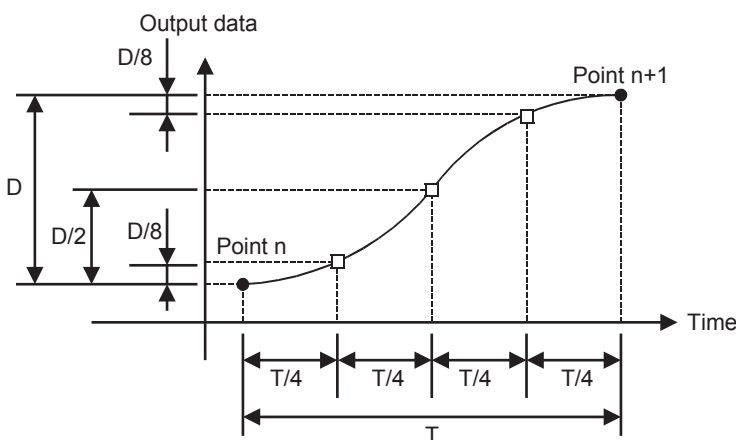 Output data
D/8
Point n+1
D
D/2
D/8
Point n
Time
T/4
T/4
T/4
T/4
T